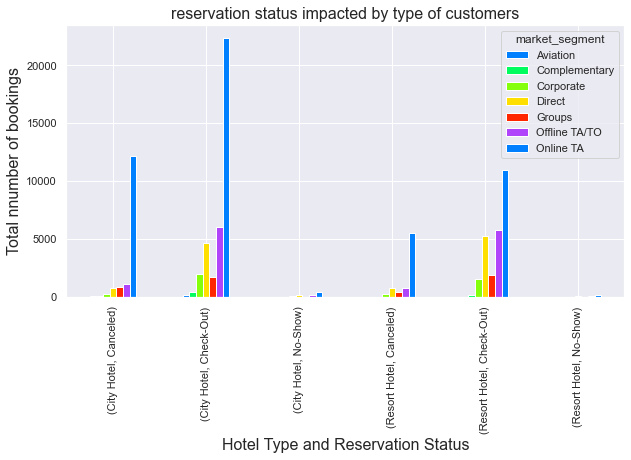 reservation status impacted by type of customers
market_segment
Aviation
Complementary
Corporate
Direct
Groups
Offline TA/TO
Online TA
Total nnumber of bookings
20000
15000
10000
5000
0
(City Hotel, Canceled)
(City Hotel, Check-Out)
(City Hotel, No-Show)
(Resort Hotel, Canceled)
(Resort Hotel, Check-Out)
(Resort Hotel, No-Show)
Hotel Type and Reservation Status